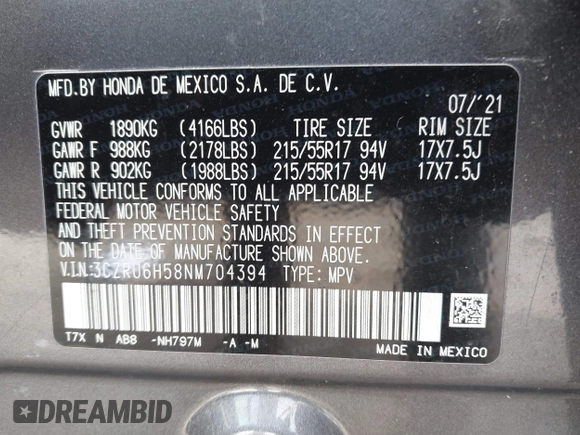 MFD.BY HONDA DE MEXICO S.A. DE C.V.
07/'21
GVWR 1890KG (4166LBS) TIRE SIZE RIM SIZE
GAWR F 988KG (2178LBS) 215/55R17 94V 17X7.5J
GAWR R 902KG (1988LBS) 215/55R17 94V 17X7.5J
THIS VEHICLE CONFORMS TO ALL APPLICABLE
FEDERAL MOTOR VEHICLE SAFETY
AND THEFT PREVENTION STANDARDS IN EFFECT
ON THE DATE OF MANUFACTURE SHOWN ABOVE.
V.I.N:3CZRU6H58NM704394 TYPE: MPV
T7X N AB8 -NH797M -A -M
MADE IN MEXICO
DREAMBID